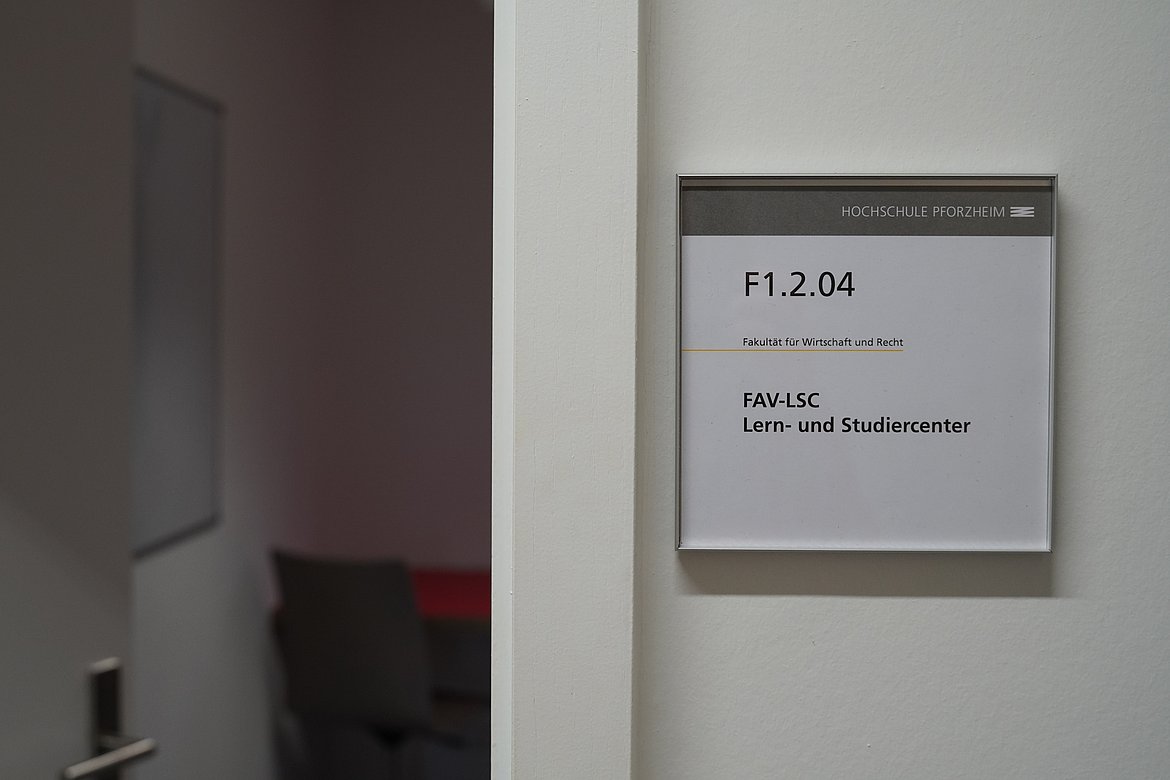 HOCHSCHULE PFORZHEIM
F1.2.04
Fakultät für Wirtschaft und Recht
FAV-LSC
Lern- und Studiercenter